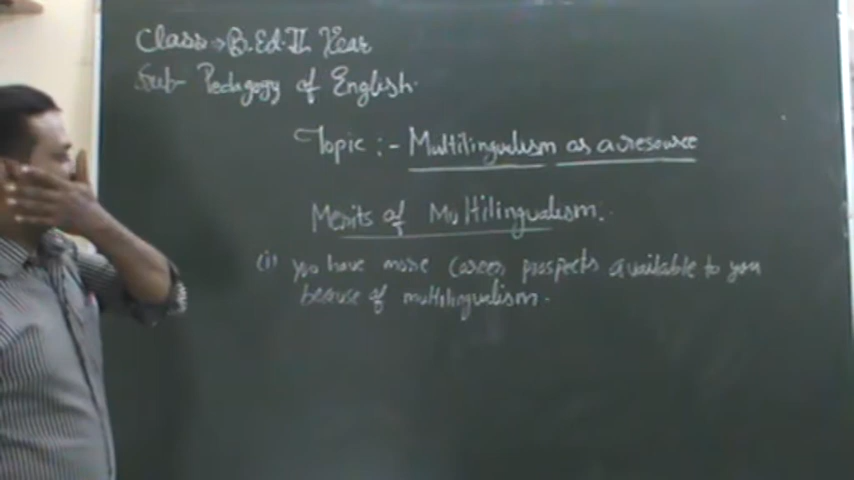 Class → B.Ed. II Year
Sub- Pedagogy of English.
Topic :- Multilingualism as a resource
Merits of Multilingualism.
(i) you have more career prospects available to you
because of multilingualism.